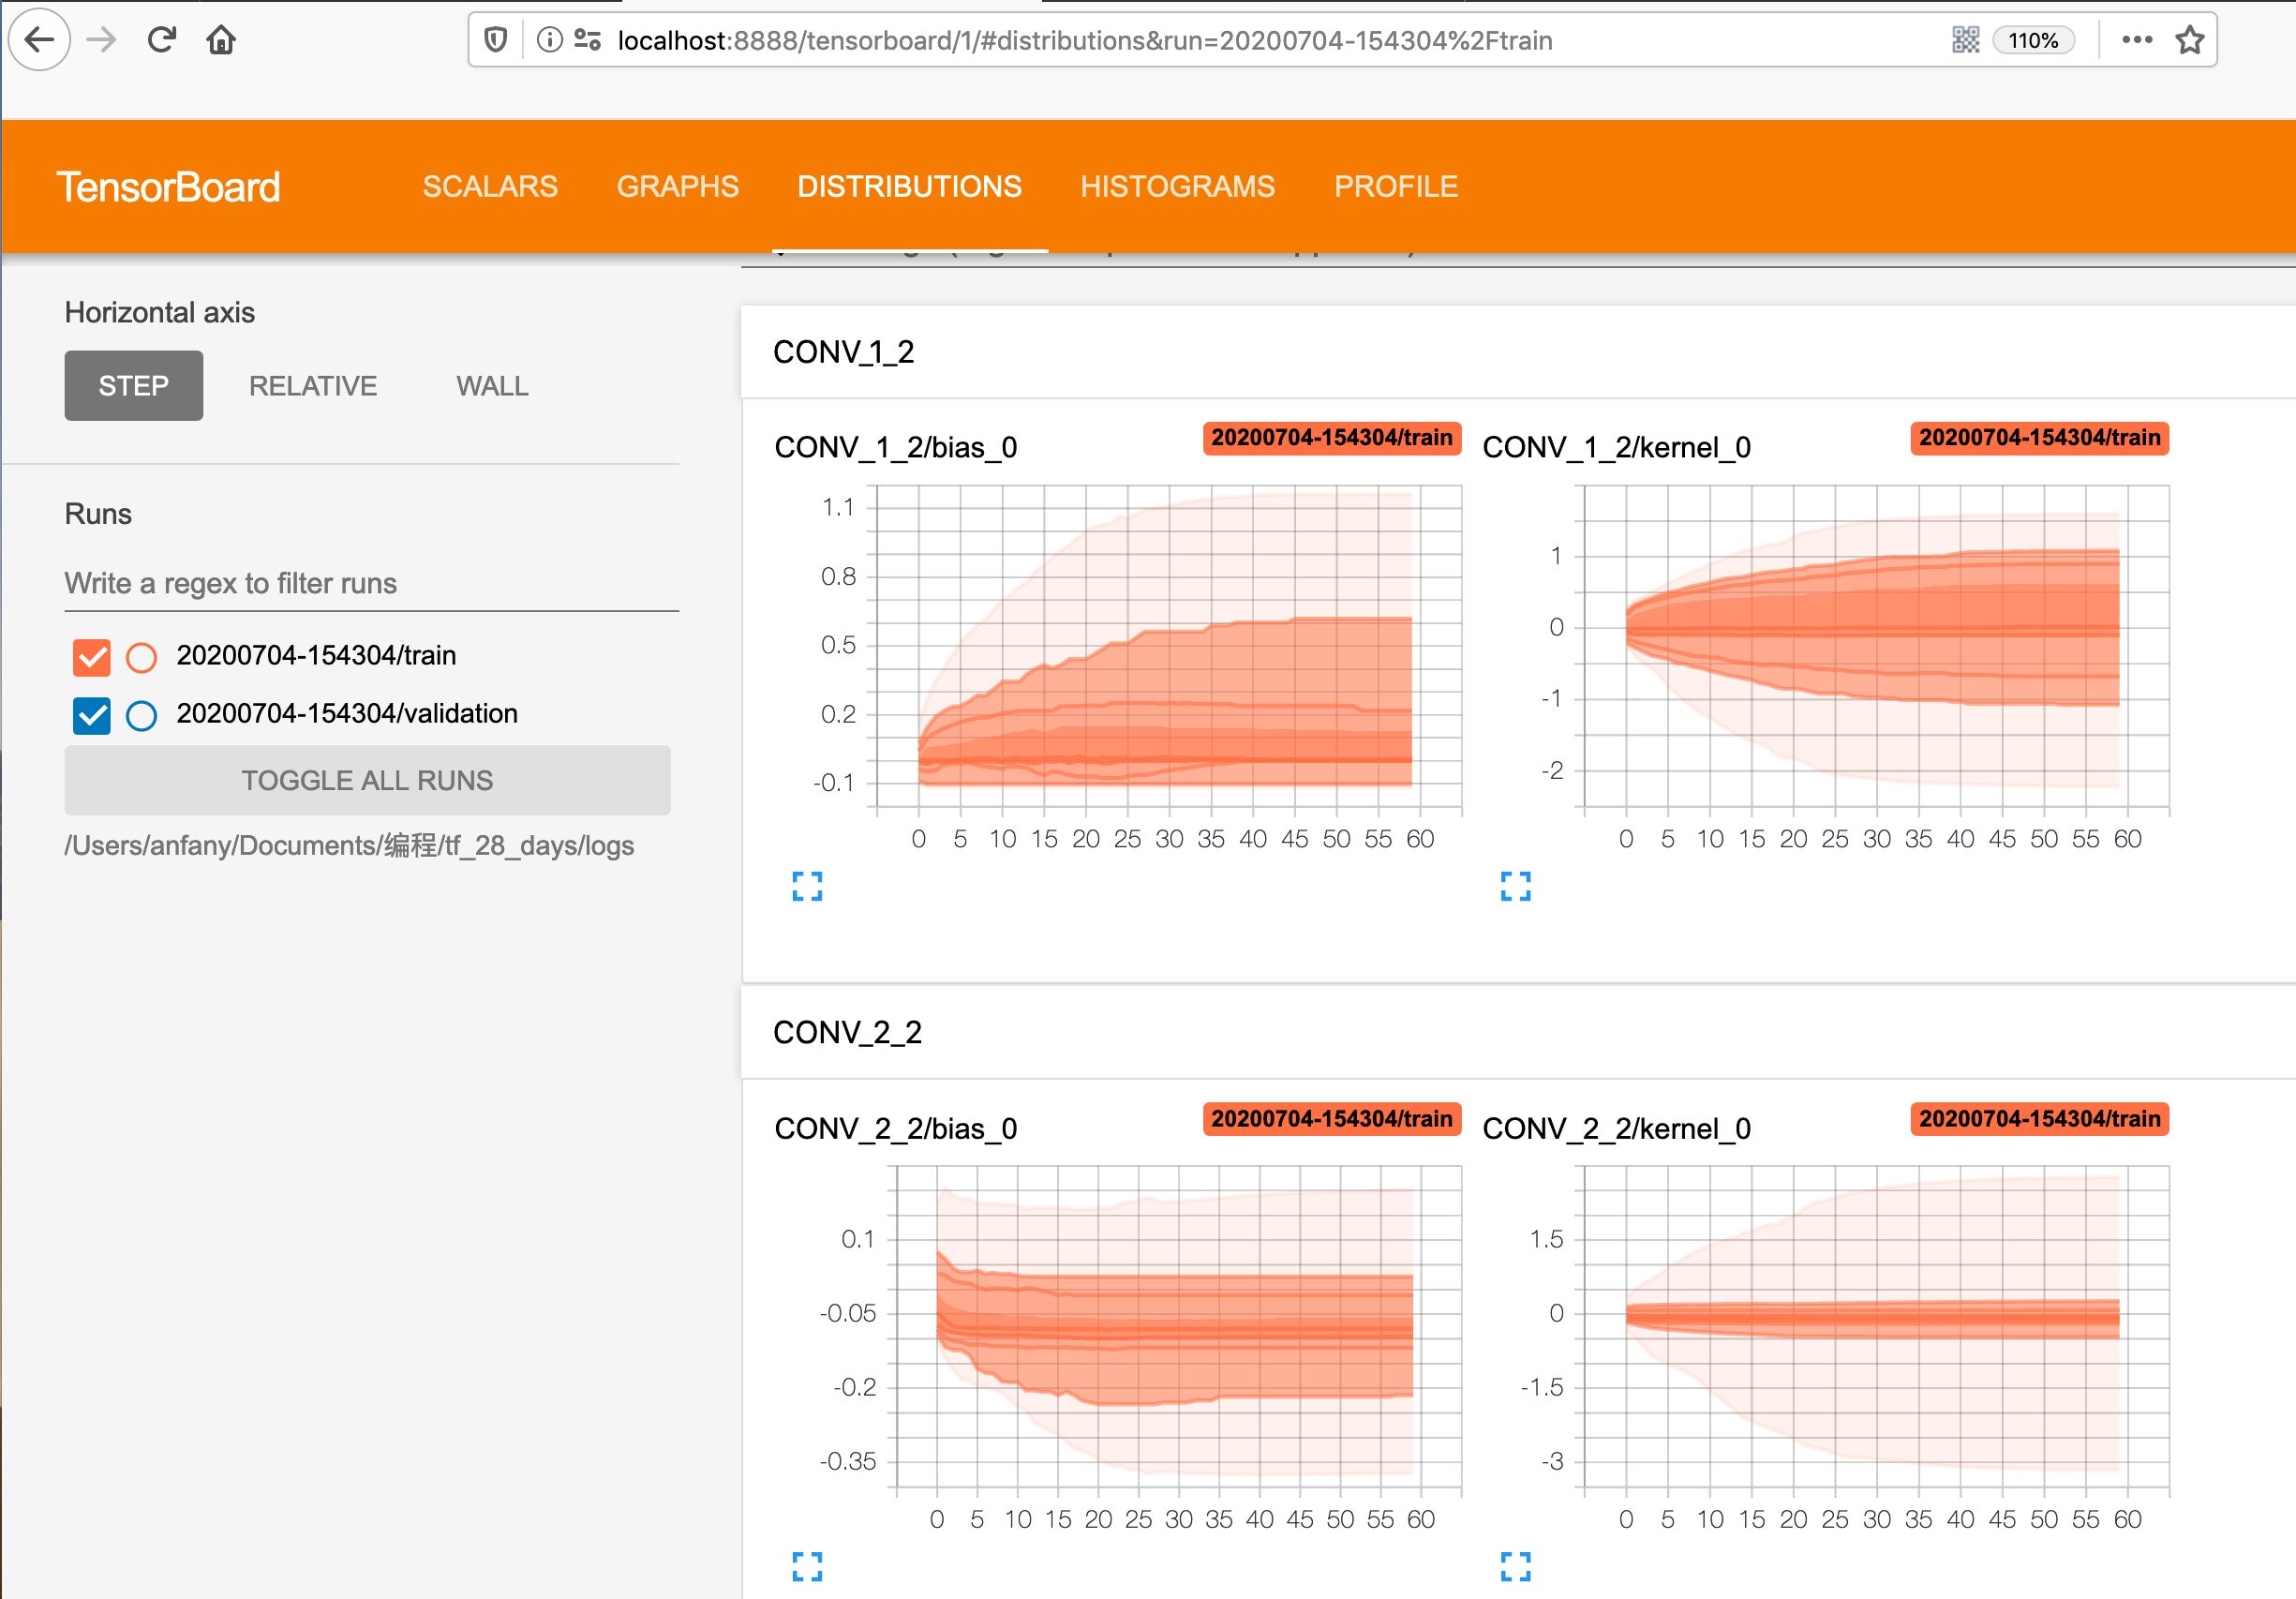 localhost:8888/tensorboard/1/#distributions&run=20200704-154304%2Ftrain
110%
TensorBoard
SCALARS
GRAPHS
DISTRIBUTIONS
HISTOGRAMS
PROFILE
Horizontal axis
STEP
RELATIVE
WALL
Runs
Write a regex to filter runs
20200704-154304/train
20200704-154304/validation
TOGGLE ALL RUNS
/Users/anfany/Documents/编程/tf_28_days/logs
CONV_1_2
CONV_1_2/bias_0
20200704-154304/train
1.1
0.8
0.5
0.2
-0.1
0 5 10 15 20 25 30 35 40 45 50 55 60
CONV_1_2/kernel_0
20200704-154304/train
1
0
-1
-2
0 5 10 15 20 25 30 35 40 45 50 55 60
CONV_2_2
CONV_2_2/bias_0
20200704-154304/train
0.1
-0.05
-0.2
-0.35
0 5 10 15 20 25 30 35 40 45 50 55 60
CONV_2_2/kernel_0
20200704-154304/train
1.5
0
-1.5
-3
0 5 10 15 20 25 30 35 40 45 50 55 60